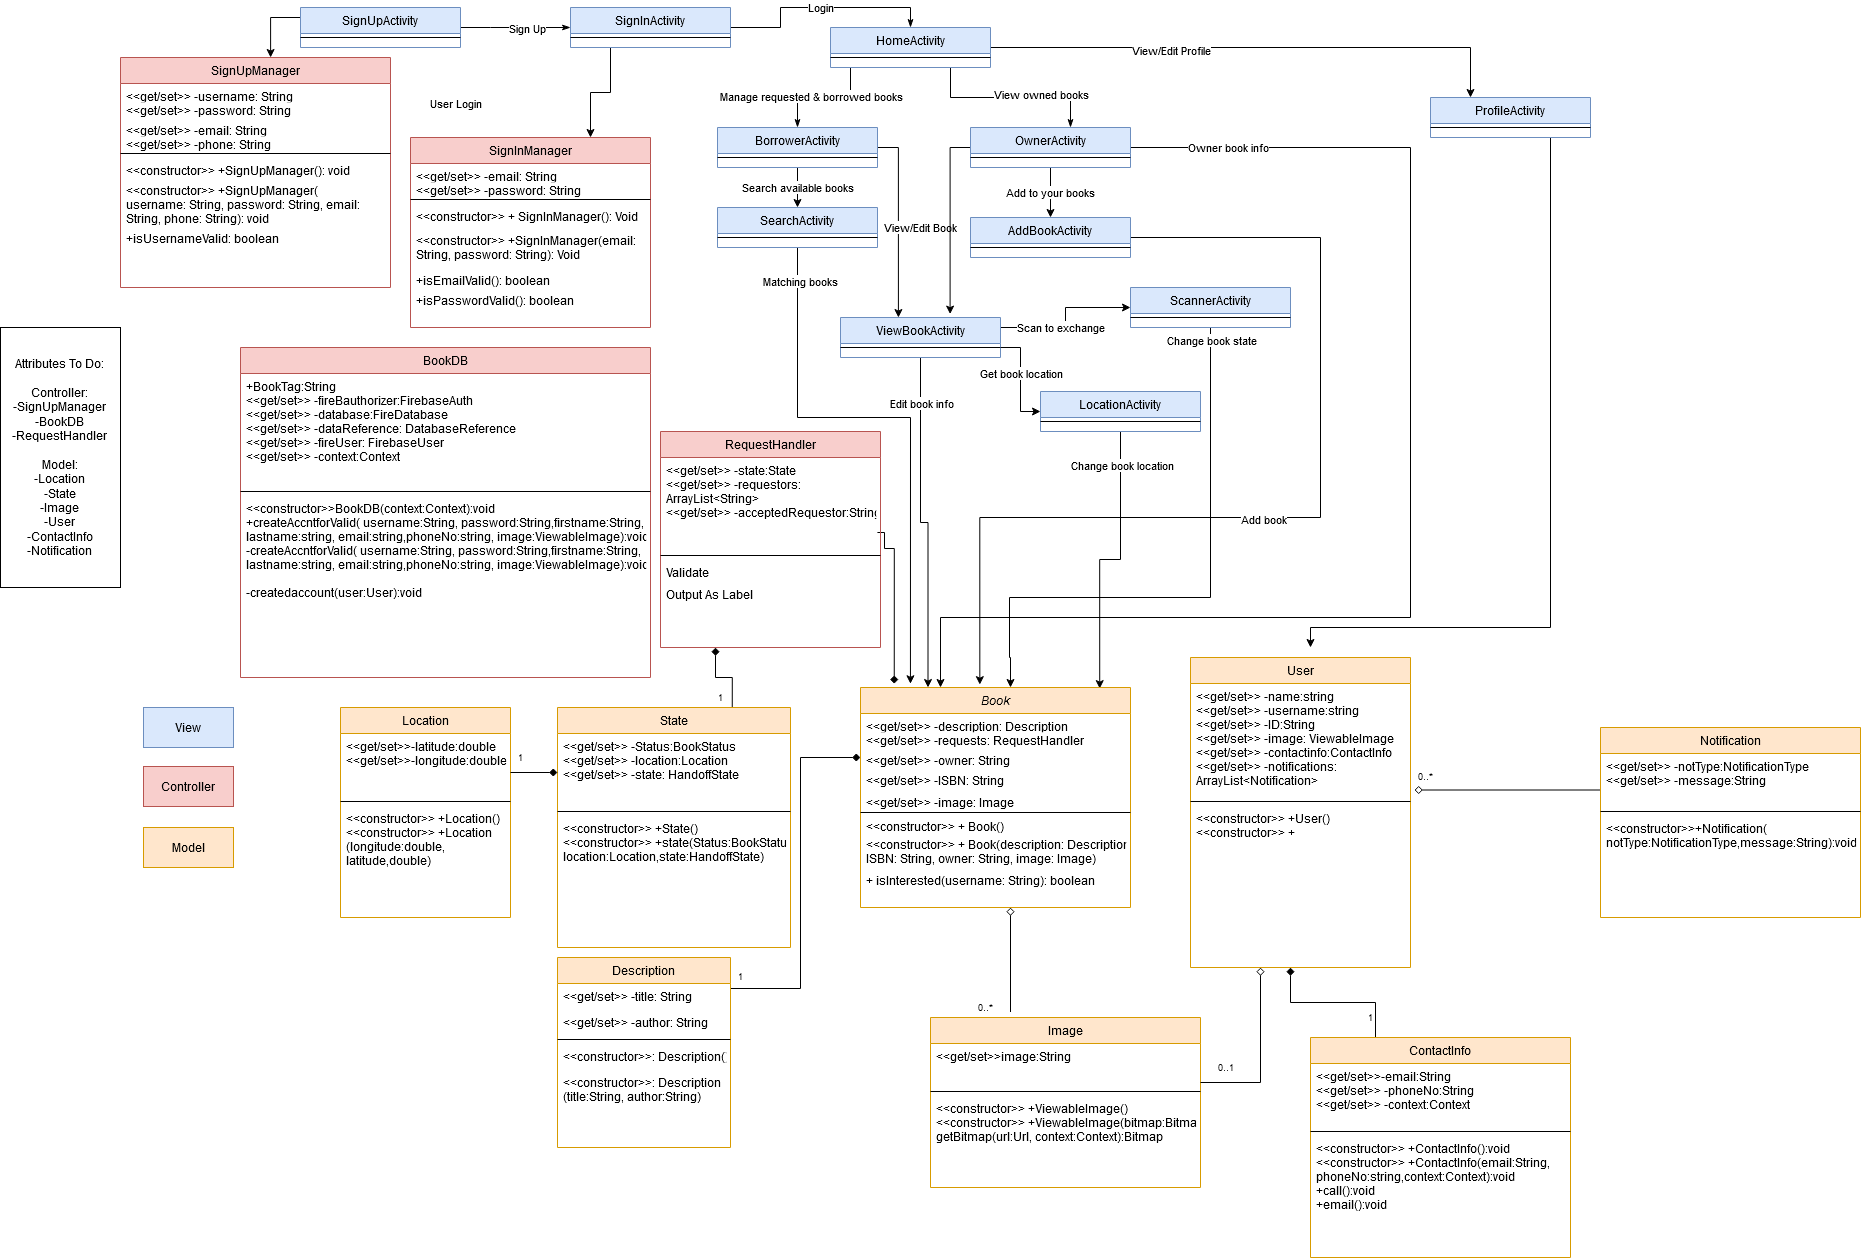 SignUpActivity
Sign Up
SignInActivity
Login
HomeActivity
View/Edit Profile
ProfileActivity
SignUpManager
<<get/set>> -username: String
<<get/set>> -password: String
<<get/set>> -email: String
<<get/set>> -phone: String
<<constructor>> +SignUpManager(): void
<<constructor>> +SignUpManager(
username: String, password: String, email:
String, phone: String): void
+isUsernameValid: boolean
User Login
SignInManager
<<get/set>> -email: String
<<get/set>> -password: String
<<constructor>> + SignInManager(): Void
<<constructor>> +SignInManager(email:
String, password: String): Void
+isEmailValid(): boolean
+isPasswordValid(): boolean
Manage requested & borrowed books
View owned books
BorrowerActivity
OwnerActivity
Owner book info
Search available books
Add to your books
SearchActivity
View/Edit Book
AddBookActivity
Matching books
ScannerActivity
ViewBookActivity
Scan to exchange
Change book state
Get book location
Edit book info
LocationActivity
Change book location
Add book
Attributes To Do:
Controller:
-SignUpManager
-BookDB
-RequestHandler
Model:
-Location
-State
-Image
-User
-ContactInfo
-Notification
BookDB
+BookTag:String
<<get/set>> -fireBauthorizer:FirebaseAuth
<<get/set>> -database:FireDatabase
<<get/set>> -dataReference: DatabaseReference
<<get/set>> -fireUser: FirebaseUser
<<get/set>> -context:Context
<<constructor>>BookDB(context:Context):void
+createAccntforValid( username:String, password:String,firstname:String,
lastname:string, email:string,phoneNo:string, image:ViewableImage):voic
-createAccntforValid( username:String, password:String,firstname:String,
lastname:string, email:string,phoneNo:string, image:ViewableImage):voic
-createdaccount(user:User):void
RequestHandler
<<get/set>> -state:State
<<get/set>> -requestors:
ArrayList<String>
<<get/set>> -acceptedRequestor:String
Validate
Output As Label
1
View
Controller
Model
Location
<<get/set>>-latitude:double
<<get/set>>-longitude:double
<<constructor>> +Location()
<<constructor>> +Location
(longitude:double,
latitude,double)
1
State
<<get/set>> -Status:BookStatus
<<get/set>> -location:Location
<<get/set>> -state: HandoffState
<<constructor>> +State()
<<constructor>> +state(Status:BookStatu
location:Location,state:HandoffState)
Description
<<get/set>> -title: String
<<get/set>> -author: String
<<constructor>>: Description(
<<constructor>>: Description
(title:String, author:String)
1
Book
<<get/set>> -description: Description
<<get/set>> -requests: RequestHandler
<<get/set>> -owner: String
<<get/set>> -ISBN: String
<<get/set>> -image: Image
<<constructor>> + Book()
<<constructor>> + Book(description: Description
ISBN: String, owner: String, image: Image)
+ isInterested(username: String): boolean
0..*
Image
<<get/set>>image:String
<<constructor>> +ViewableImage()
<<constructor>> +ViewableImage(bitmap:Bitma
getBitmap(url:Url, context:Context):Bitmap
0..1
User
<<get/set>> -name:string
<<get/set>> -username:string
<<get/set>> -ID:String
<<get/set>> -image: ViewableImage
<<get/set>> -contactinfo:ContactInfo
<<get/set>> -notifications:
ArrayList<Notification>
<<constructor>> +User()
<<constructor>> +
0..*
Notification
<<get/set>> -notType:NotificationType
<<get/set>> -message:String
<<constructor>>+Notification(
notType:NotificationType,message:String):void
1
ContactInfo
<<get/set>>-email:String
<<get/set>> -phoneNo:String
<<get/set>> -context:Context
<<constructor>> +ContactInfo():void
<<constructor>> +ContactInfo(email:String,
phoneNo:string,context:Context):void
+call():void
+email():void